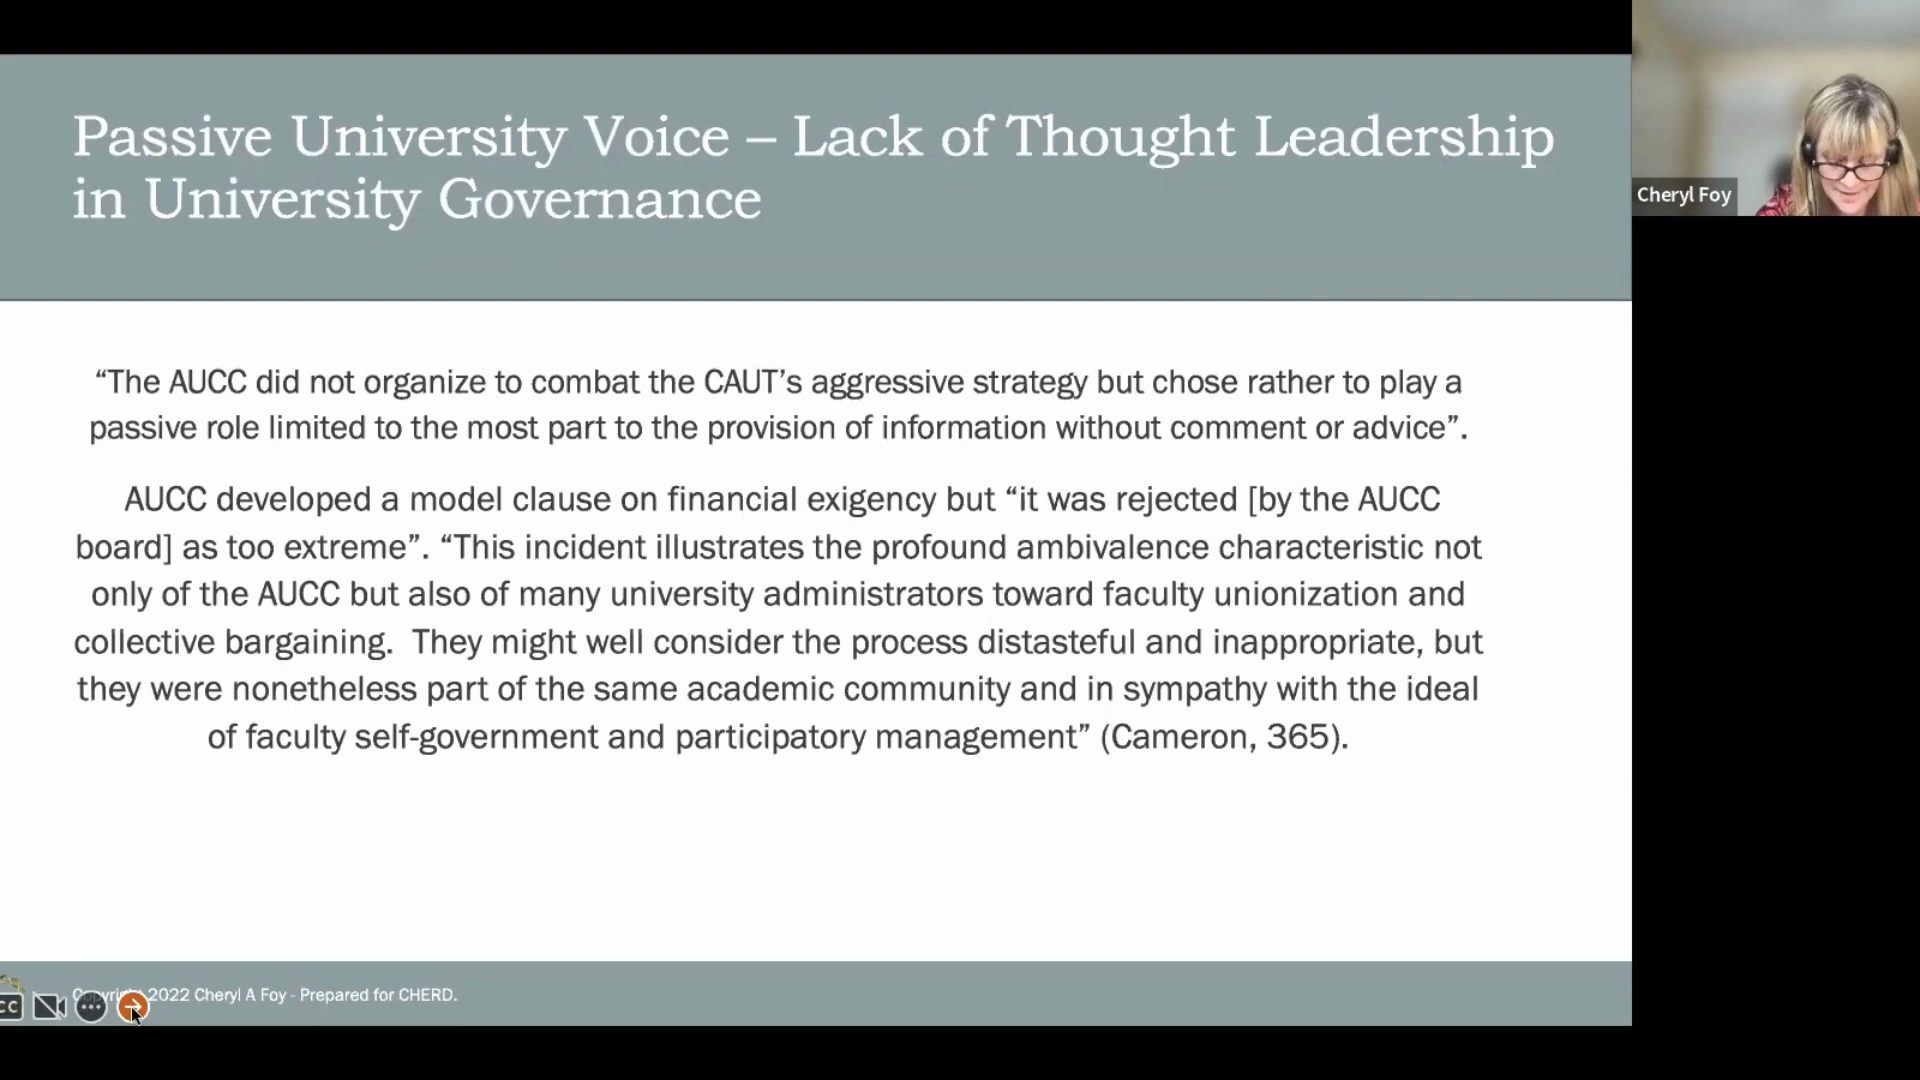 Passive University Voice – Lack of Thought Leadership
in University Governance
Cheryl Foy
“The AUCC did not organize to combat the CAUT’s aggressive strategy but chose rather to play a
passive role limited to the most part to the provision of information without comment or advice”.
AUCC developed a model clause on financial exigency but “it was rejected [by the AUCC
board] as too extreme”. “This incident illustrates the profound ambivalence characteristic not
only of the AUCC but also of many university administrators toward faculty unionization and
collective bargaining.  They might well consider the process distasteful and inappropriate, but
they were nonetheless part of the same academic community and in sympathy with the ideal
of faculty self-government and participatory management” (Cameron, 365).
Copyright 2022 Cheryl A Foy - Prepared for CHERD.
CC